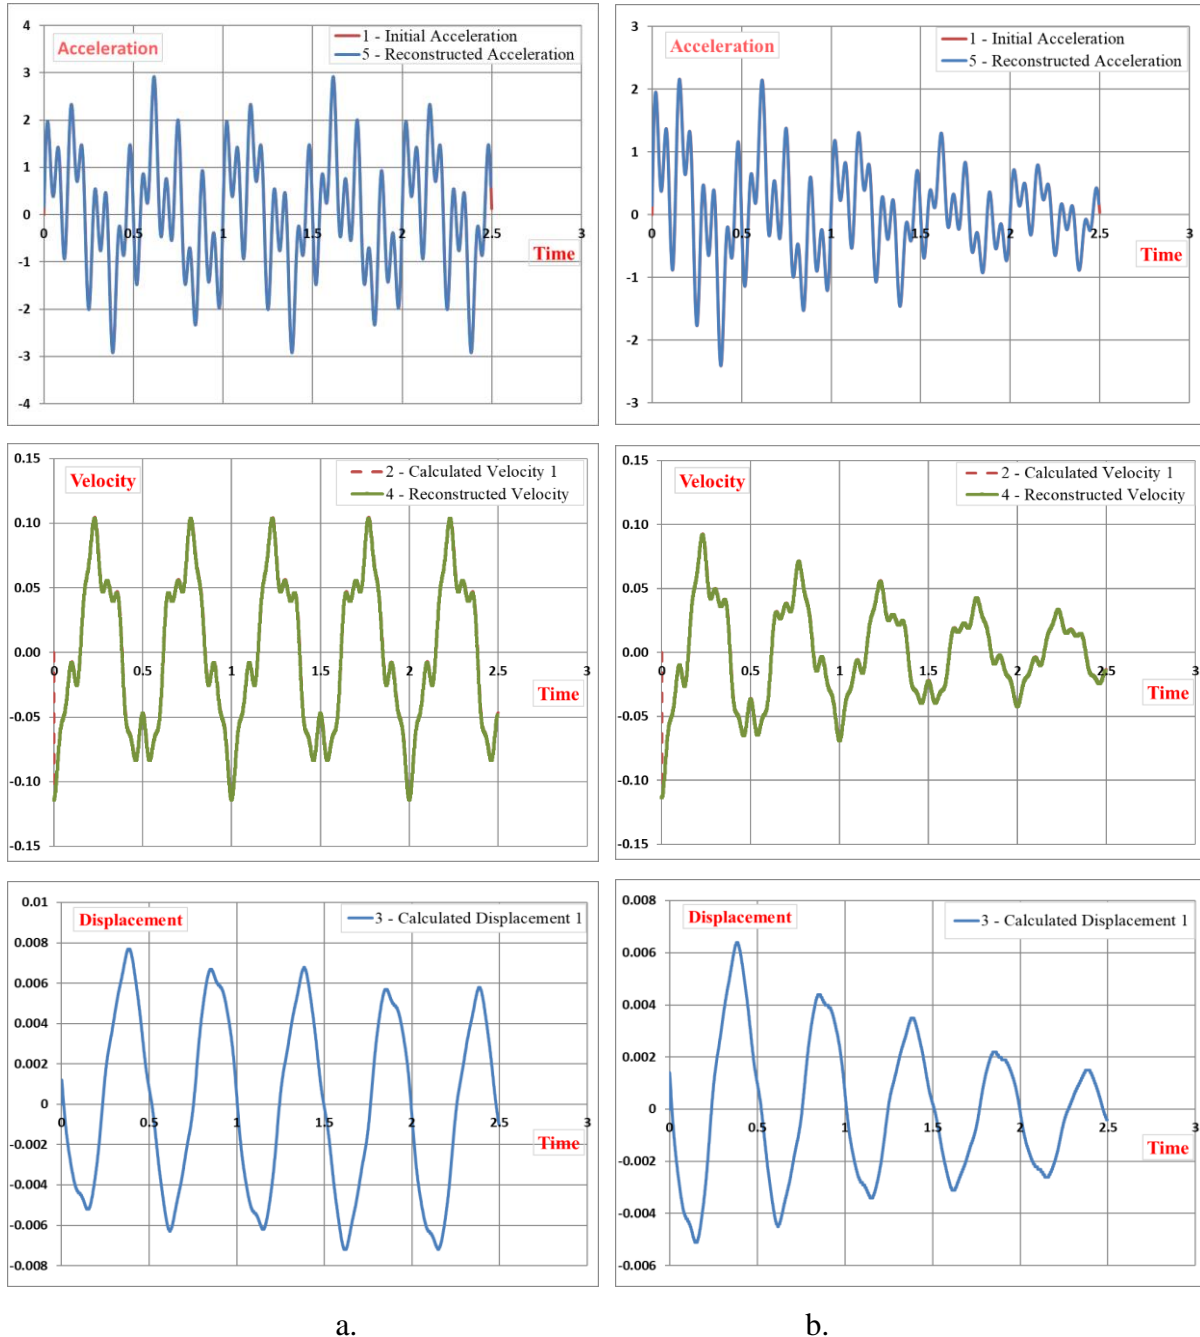 Acceleration
1 - Initial Acceleration
5 - Reconstructed Acceleration
4
3
2
1
0
-1
-2
-3
-4
0 0.5 1 1.5 2 2.5 3
Time
Acceleration
1 - Initial Acceleration
5 - Reconstructed Acceleration
3
2
1
0
-1
-2
-3
0 0.5 1 1.5 2 2.5 3
Time
Velocity
2 - Calculated Velocity 1
4 - Reconstructed Velocity
0.15
0.10
0.05
0.00
-0.05
-0.10
-0.15
0 0.5 1 1.5 2 2.5 3
Time
Velocity
2 - Calculated Velocity 1
4 - Reconstructed Velocity
0.15
0.10
0.05
0.00
-0.05
-0.10
-0.15
0 0.5 1 1.5 2 2.5 3
Time
Displacement
3 - Calculated Displacement 1
0.01
0.008
0.006
0.004
0.002
0
-0.002
-0.004
-0.006
-0.008
0 0.5 1 1.5 2 2.5 3
Time
Displacement
3 - Calculated Displacement 1
0.008
0.006
0.004
0.002
0
-0.002
-0.004
-0.006
0 0.5 1 1.5 2 2.5 3
Time
a. b.